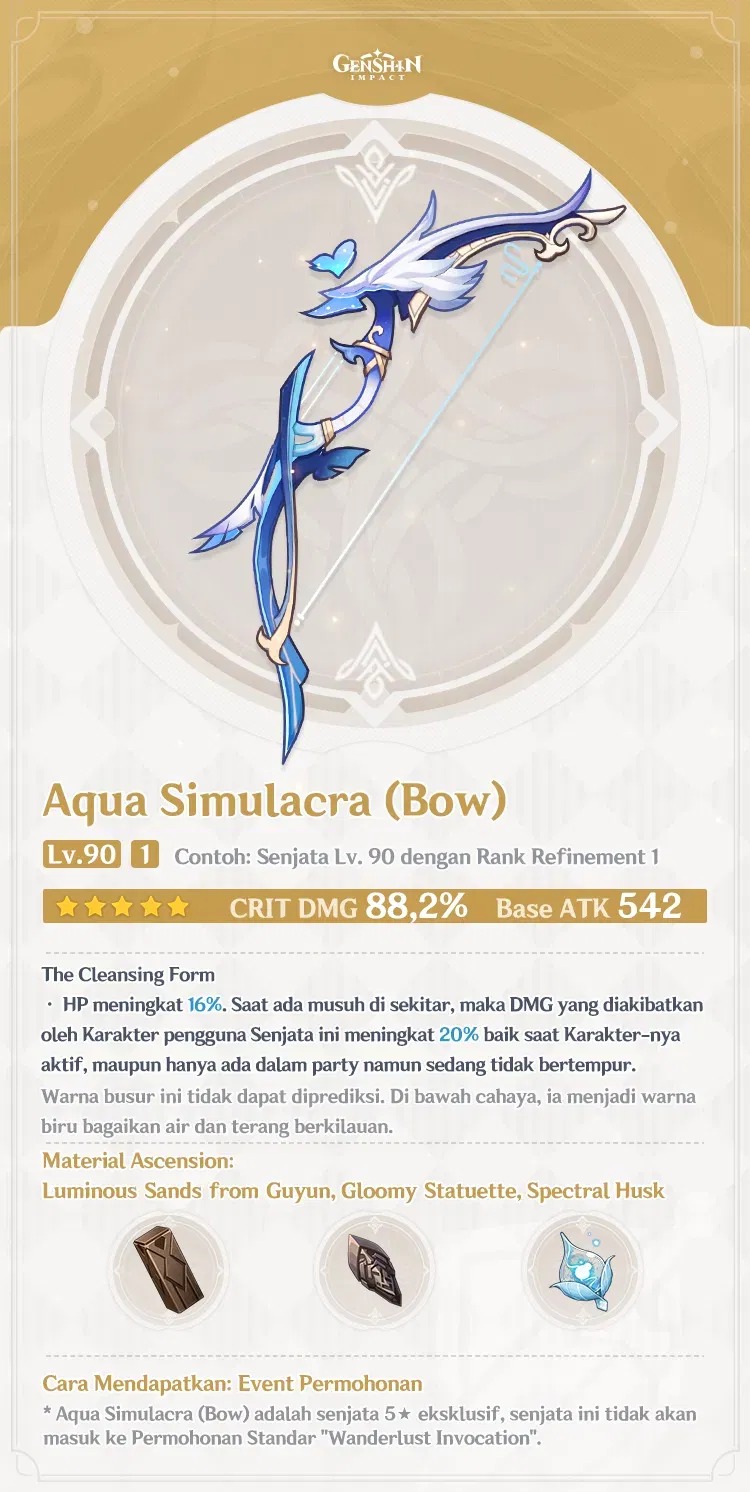 GENSHIN
IMPACT
Aqua Simulacra (Bow)
Lv.90 1 Contoh: Senjata Lv. 90 dengan Rank Refinement 1
★★★★★ CRIT DMG 88,2% Base ATK 542
The Cleansing Form
· HP meningkat 16%. Saat ada musuh di sekitar, maka DMG yang diakibatkan
oleh Karakter pengguna Senjata ini meningkat 20% baik saat Karakter-nya
aktif, maupun hanya ada dalam party namun sedang tidak bertempur.
Warna busur ini tidak dapat diprediksi. Di bawah cahaya, ia menjadi warna
biru bagaikan air dan terang berkilauan.
Material Ascension:
Luminous Sands from Guyun, Gloomy Statuette, Spectral Husk
Cara Mendapatkan: Event Permohonan
* Aqua Simulacra (Bow) adalah senjata 5★ eksklusif, senjata ini tidak akan
masuk ke Permohonan Standar "Wanderlust Invocation".